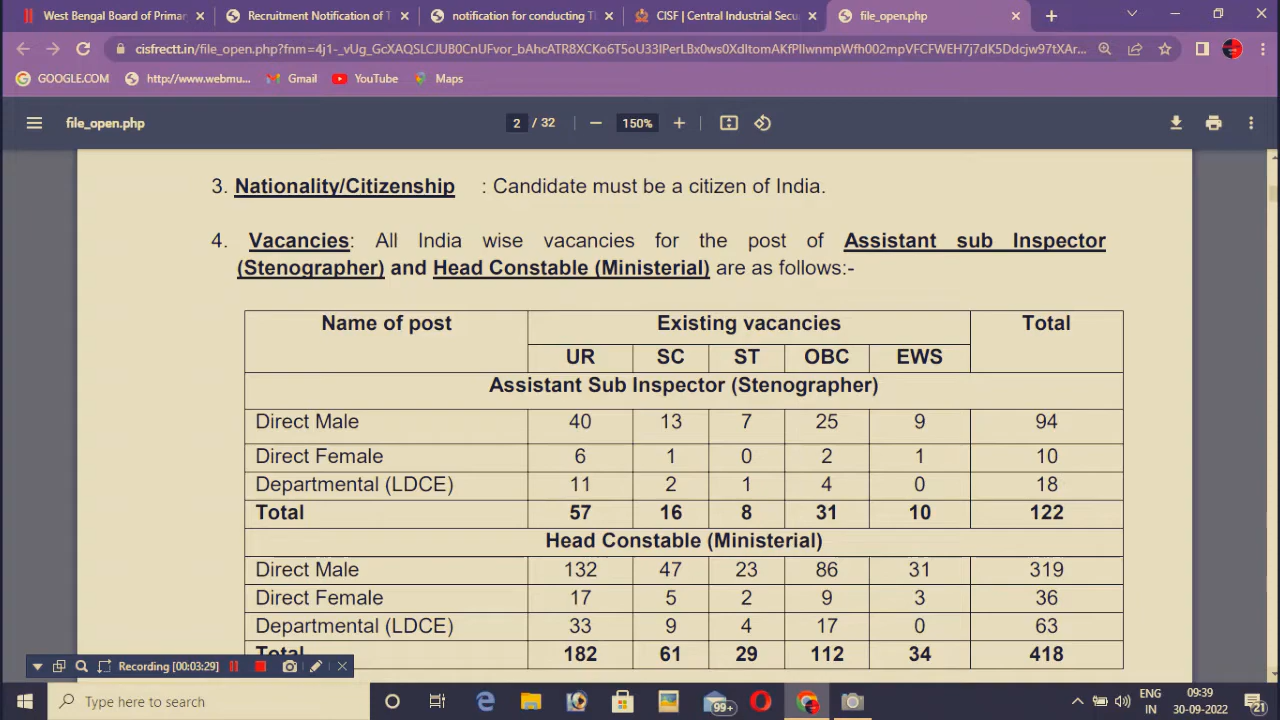 West Bengal Board of Primar
Recruitment Notification of T
notification for conducting T
CISF | Central Industrial Secu
file_open.php
cisfrectt.in/file_open.php?fnm=4j1-_vUg_GcXAQSLCJUB0CnUFvor_bAhcATR8XCKo6T5oU33IPerLBx0ws0XdItomAKfPIIwnmpWfh002mpVFCFWEH7j7dK5Ddcjw97tXAr...
GOOGLE.COM http://www.webmu... Gmail YouTube Maps
file_open.php 2 / 32 150%
3. Nationality/Citizenship : Candidate must be a citizen of India.
4. Vacancies: All India wise vacancies for the post of Assistant sub Inspector
(Stenographer) and Head Constable (Ministerial) are as follows:-
Name of post Existing vacancies Total
UR SC ST OBC EWS
Assistant Sub Inspector (Stenographer)
Direct Male 40 13 7 25 9 94
Direct Female 6 1 0 2 1 10
Departmental (LDCE) 11 2 1 4 0 18
Total 57 16 8 31 10 122
Head Constable (Ministerial)
Direct Male 132 47 23 86 31 319
Direct Female 17 5 2 9 3 36
Departmental (LDCE) 33 9 4 17 0 63
Total 182 61 29 112 34 418
Recording [00:03:29]
Type here to search
99+
ENG
IN
09:39
30-09-2022
21